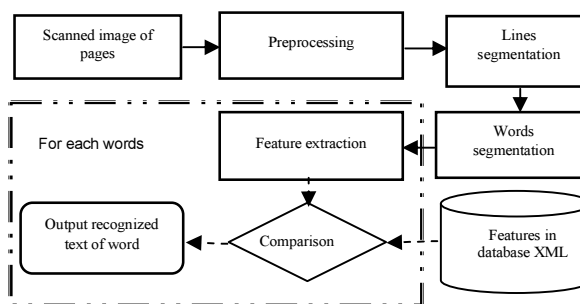 Scanned image of
pages
Preprocessing
Lines
segmentation
For each words
Feature extraction
Words
segmentation
Output recognized
text of word
Comparison
Features in
database XML